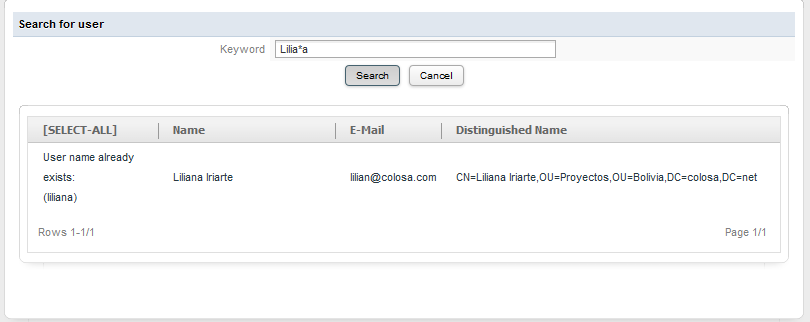 Search for user
Keyword Lilia*a
Search Cancel
[SELECT-ALL] Name E-Mail Distinguished Name
User name already
exists: Liliana Iriarte lilian@colosa.com CN=Liliana Iriarte,OU=Proyectos,OU=Bolivia,DC=colosa,DC=net
(liliana)
Rows 1-1/1 Page 1/1